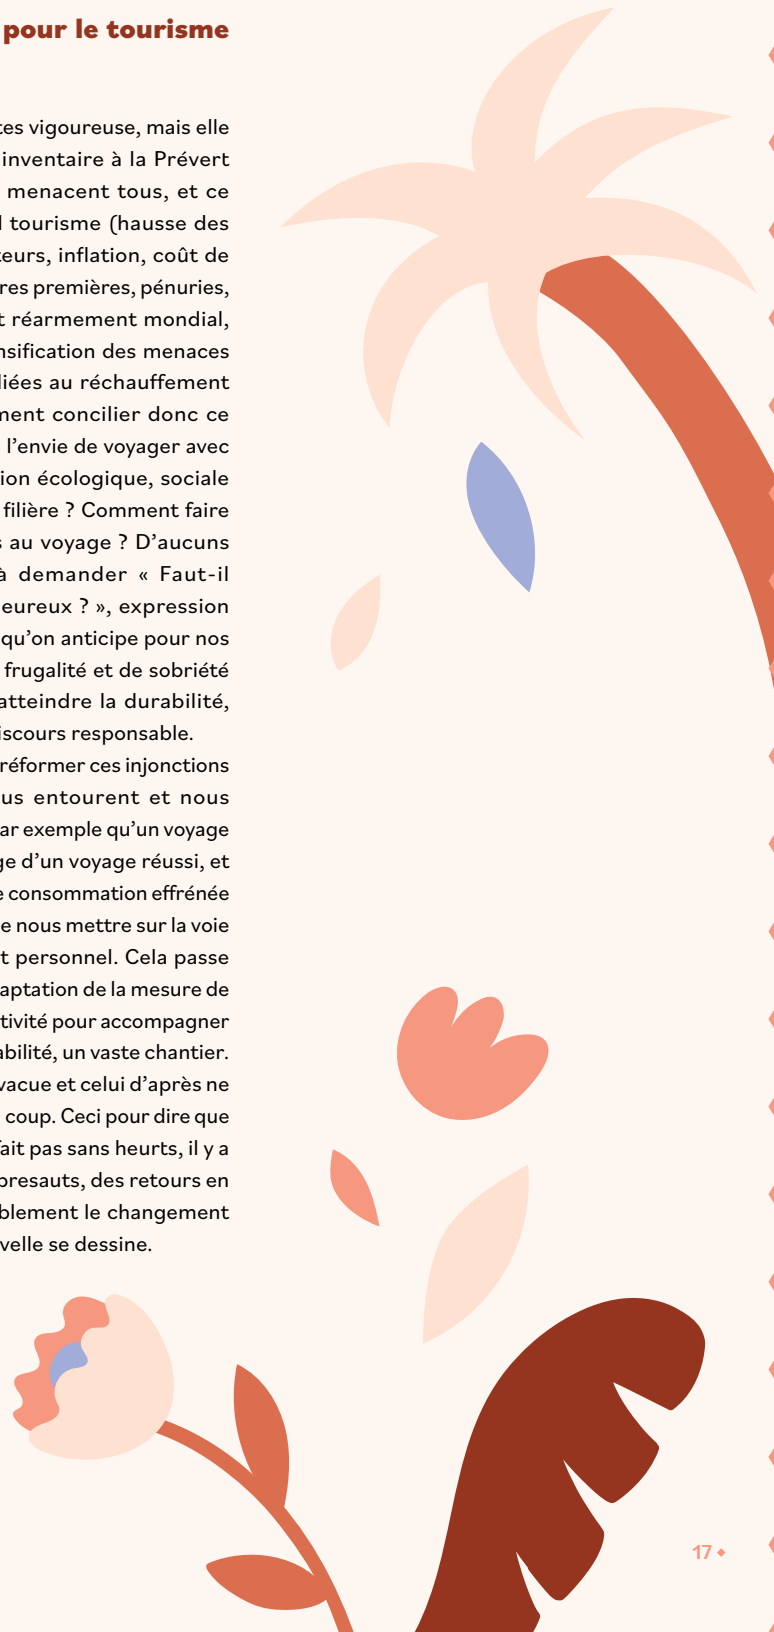 pour le tourisme
tes vigoureuse, mais elle
inventaire à la Prévert
menacent tous, et ce
l tourisme (hausse des
teurs, inflation, coût de
res premières, pénuries,
t réarmement mondial,
nsification des menaces
liées au réchauffement
ment concilier donc ce
l’envie de voyager avec
ion écologique, sociale
filière ? Comment faire
s au voyage ? D’aucuns
à demander « Faut-il
eureux ? », expression
qu’on anticipe pour nos
frugalité et de sobriété
atteindre la durabilité,
iscours responsable.
réformer ces injonctions
us entourent et nous
ar exemple qu’un voyage
ge d’un voyage réussi, et
e consommation effrénée
e nous mettre sur la voie
t personnel. Cela passe
aptation de la mesure de
tivité pour accompagner
abilité, un vaste chantier.
vacue et celui d’après ne
coup. Ceci pour dire que
fait pas sans heurts, il y a
bresauts, des retours en
blement le changement
velle se dessine.
17